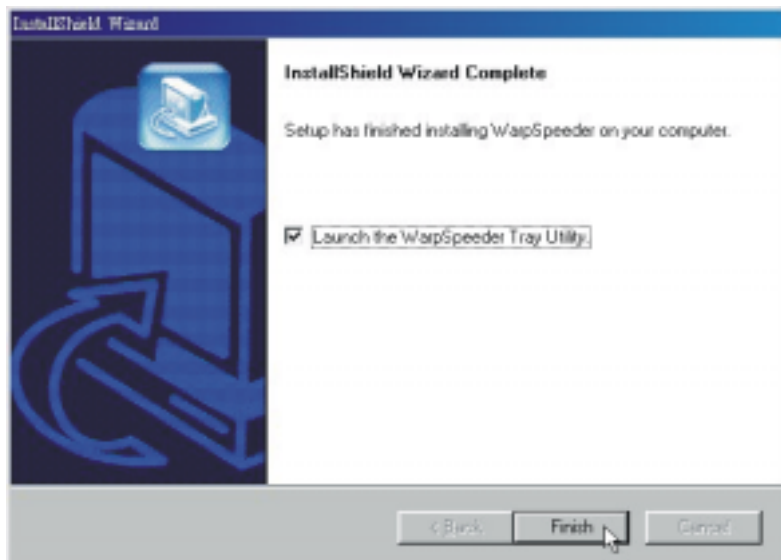 InstallShield Wizard
InstallShield Wizard Complete
Setup has finished installing WarpSpeeder on your computer.
Launch the WarpSpeeder Tray Utility.
< Back
Finish
Cancel